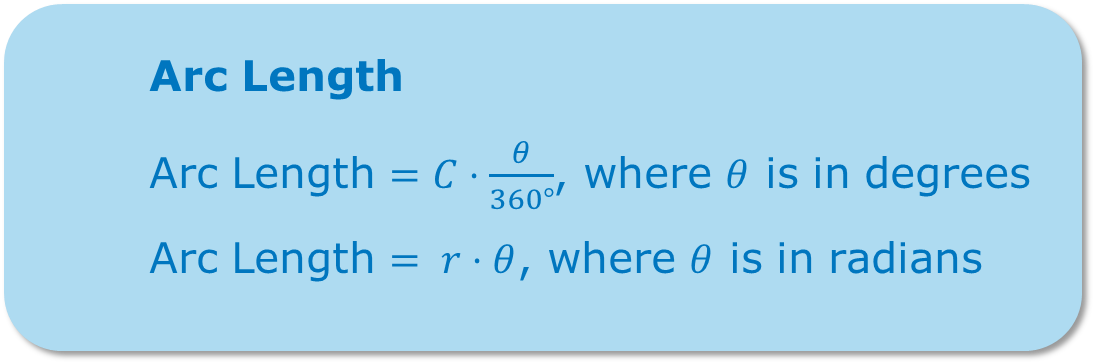 Arc Length
Arc Length = C · θ/360°, where θ is in degrees
Arc Length = r · θ, where θ is in radians